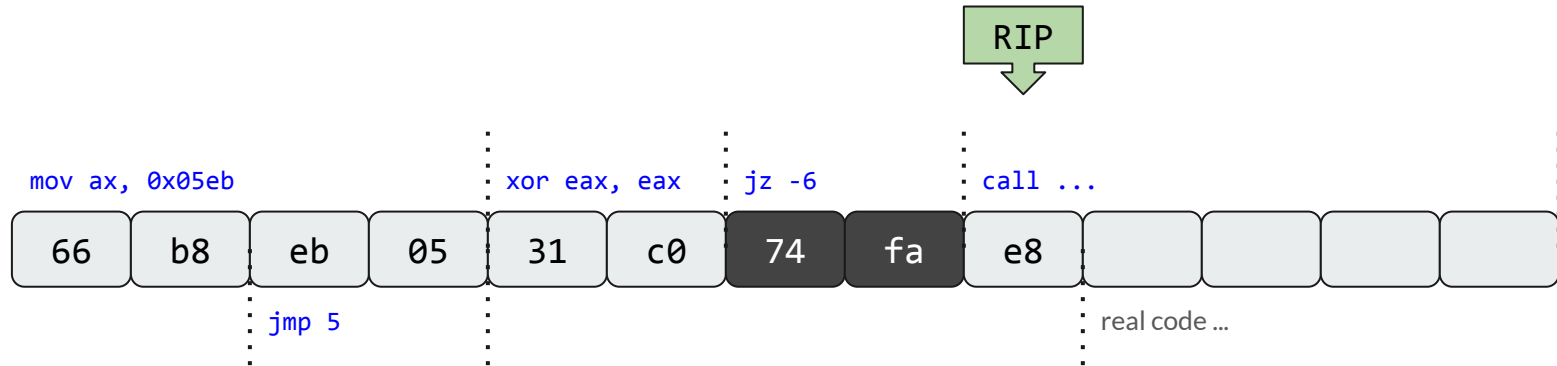 RIP
mov ax, 0x05eb xor eax, eax jz -6 call ...
66 b8 eb 05 31 c0 74 fa e8
jmp 5 real code ...